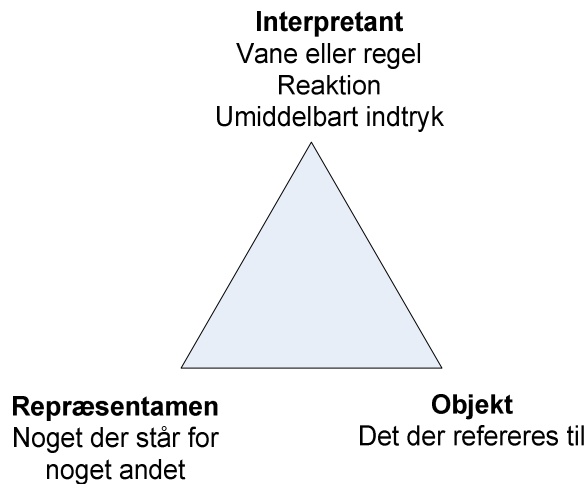 Interpretant
Vane eller regel
Reaktion
Umiddelbart indtryk
Repræsentamen
Noget der står for
noget andet
Objekt
Det der refereres til